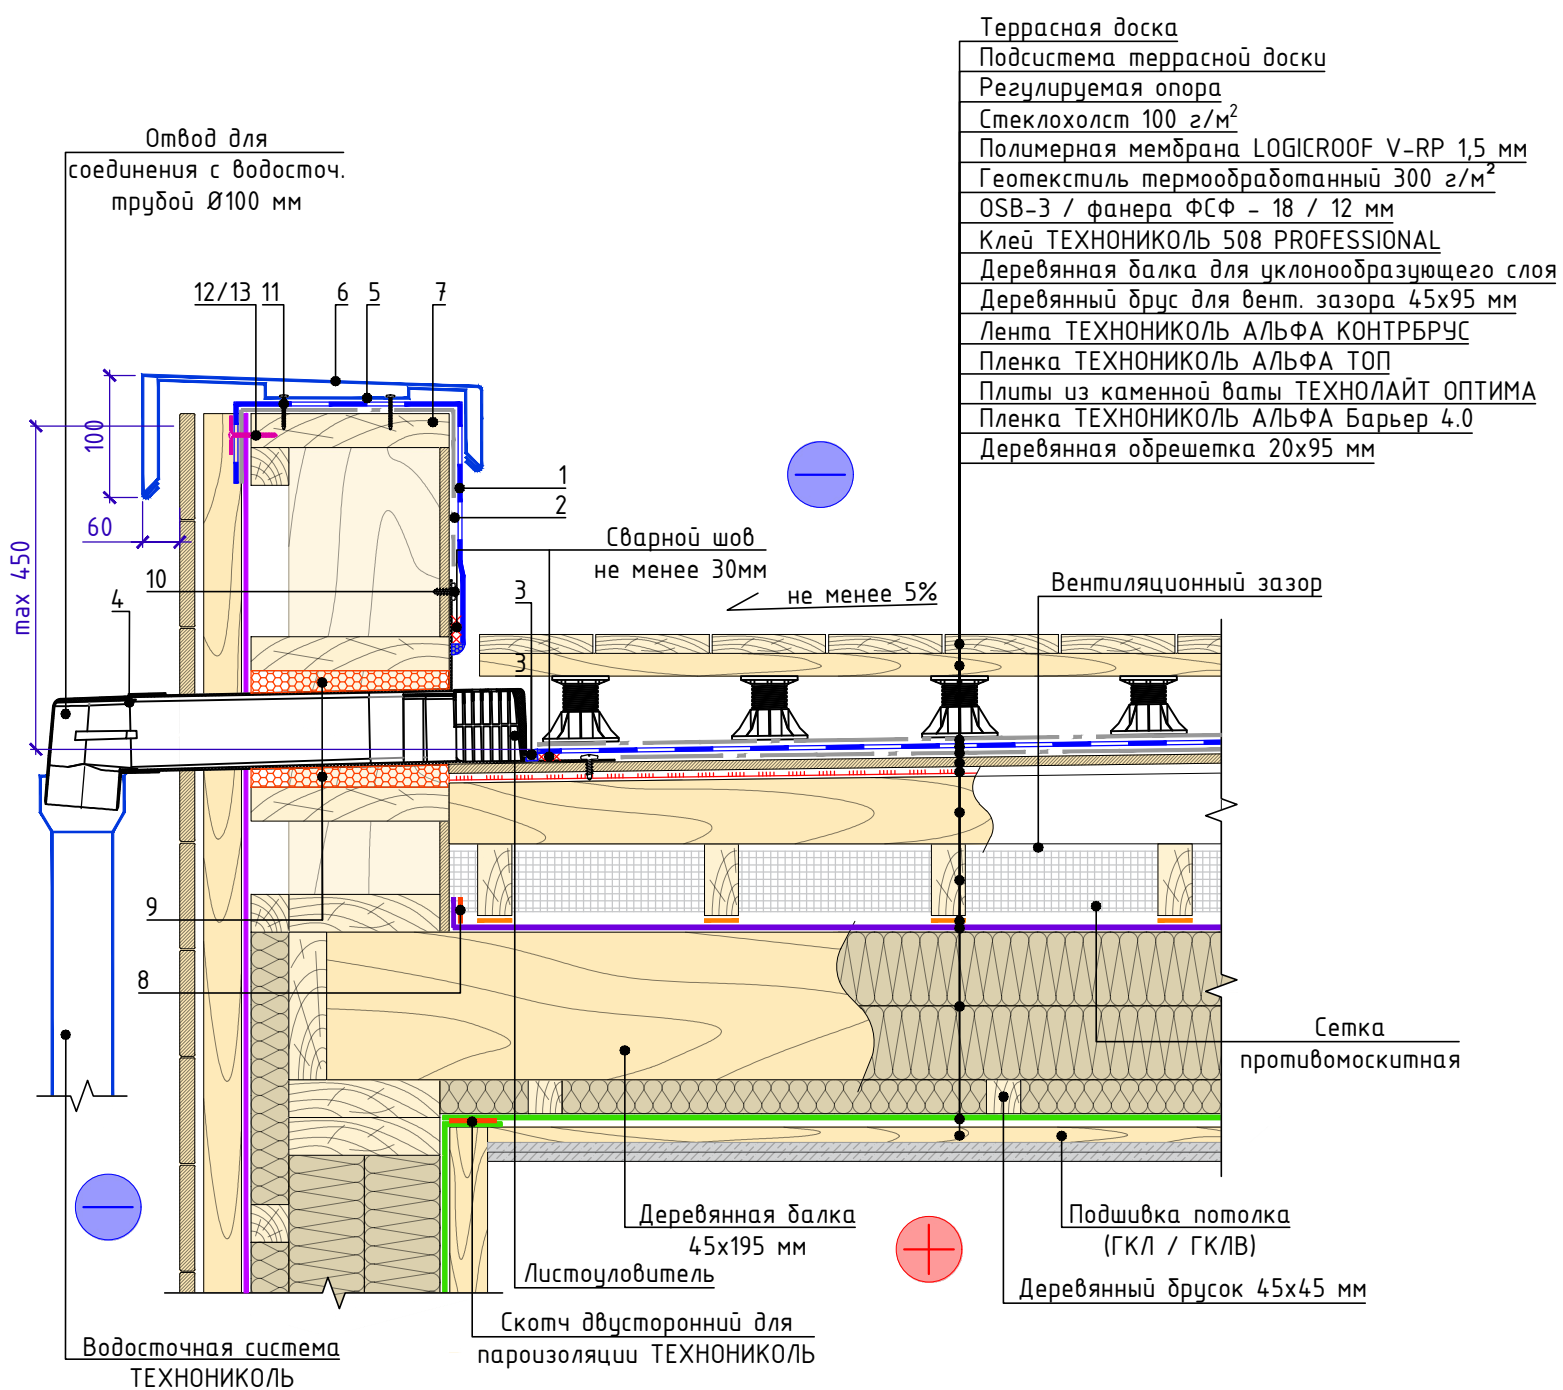 Террасная доска
Подсистема террасной доски
Регулируемая опора
Стеклохолст 100 г/м²
Полимерная мембрана LOGICROOF V-RP 1,5 мм
Геотекстиль термообработанный 300 г/м²
OSB-3 / фанера ФСФ - 18 / 12 мм
Клей ТЕХНОНИКОЛЬ 508 PROFESSIONAL
Деревянная балка для уклонообразующего слоя
Деревянный брус для вент. зазора 45х95 мм
Лента ТЕХНОНИКОЛЬ АЛЬФА КОНТРБРУС
Пленка ТЕХНОНИКОЛЬ АЛЬФА ТОП
Плиты из каменной ваты ТЕХНОЛАЙТ ОПТИМА
Пленка ТЕХНОНИКОЛЬ АЛЬФА Барьер 4.0
Деревянная обрешетка 20х95 мм
Отвод для
соединения с водосточ.
трубой Ø100 мм
12/13 11 6 5 7
100
60
max 450
1
2
Сварной шов
не менее 30мм
не менее 5%
Вентиляционный зазор
10
4
3
3
9
8
Сетка
противомоскитная
Деревянная балка
45х195 мм
Подшивка потолка
(ГКЛ / ГКЛВ)
Листоуловитель
Деревянный брусок 45х45 мм
Скотч двусторонний для
пароизоляции ТЕХНОНИКОЛЬ
Водосточная система
ТЕХНОНИКОЛЬ